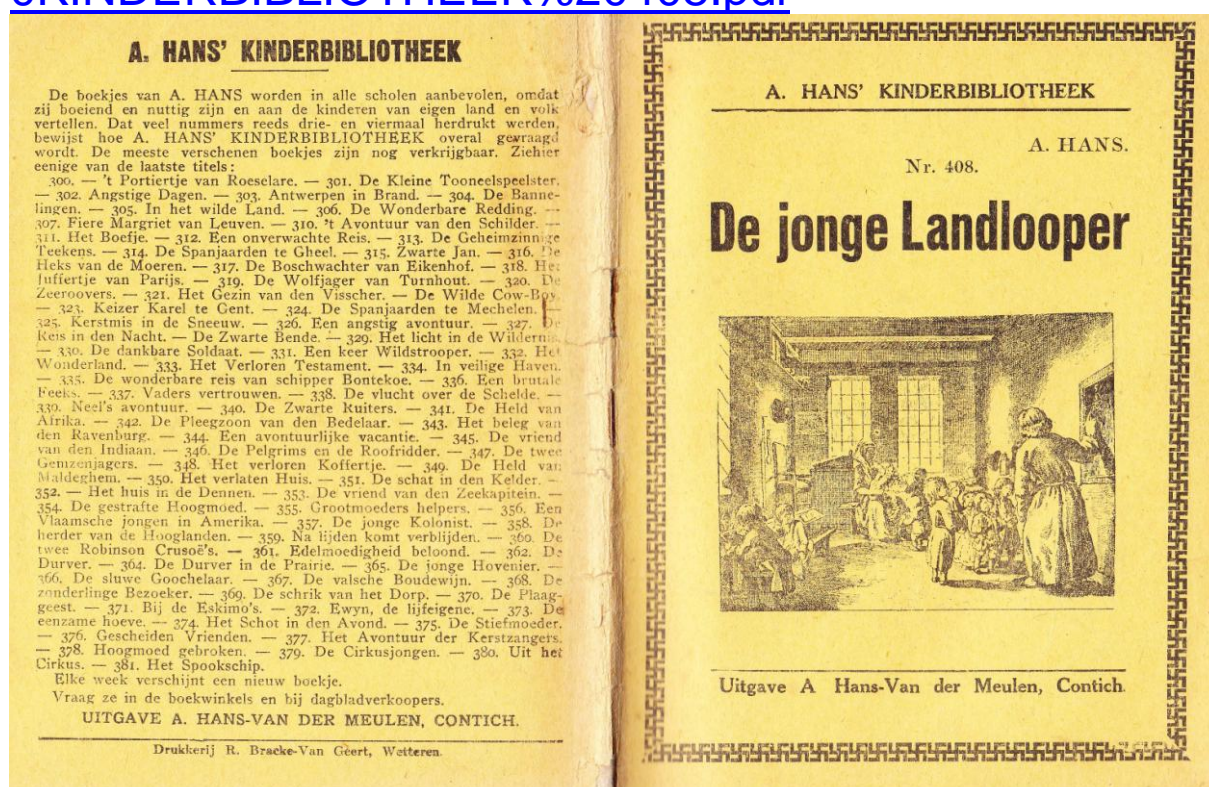 A. HANS' KINDERBIBLIOTHEEK
De boekjes van A. HANS worden in alle scholen aanbevolen, omdat
zij boeiend en nuttig zijn en aan de kinderen van eigen land en volk
vertellen. Dat veel nummers reeds drie- en viermaal herdrukt werden,
bewijst hoe A. HANS' KINDERBIBLIOTHEEK overal gevraagd
wordt. De meeste verschenen boekjes zijn nog verkrijgbaar. Ziehier
eenige van de laatste titels :
300. — 't Portiertje van Roeselare. — 301. De Kleine Tooneelspeelster.
— 302. Angstige Dagen. — 303. Antwerpen in Brand. — 304. De Banne-
lingen. — 305. In het wilde Land. — 306. De Wonderbare Redding. —
307. Fiere Margriet van Leuven. — 310. 't Avontuur van den Schilder. —
311. Het Boefje. — 312. Een onverwachte Reis. — 313. De Geheimzinnige
Teekens. — 314. De Spanjaarden te Gheel. — 315. Zwarte Jan. — 316. De
Heks van de Moeren. — 317. De Boschwachter van Eikenhof. — 318. Het
Juffertje van Parijs. — 319. De Wolfjager van Turnhout. — 320. De
Zeeroovers. — 321. Het Gezin van den Visscher. — De Wilde Cow-Boy.
— 323. Keizer Karel te Gent. — 324. De Spanjaarden te Mechelen. —
325. Kerstmis in de Sneeuw. — 326. Een angstig avontuur. — 327. De
Reis in den Nacht. — De Zwarte Bende. — 329. Het licht in de Wildernis.
— 330. De dankbare Soldaat. — 331. Een keer Wildstrooper. — 332. Het
Wonderland. — 333. Het Verloren Testament. — 334. In veilige Haven.
— 335. De wonderbare reis van schipper Bontekoe. — 336. Een brutale
Feeks. — 337. Vaders vertrouwen. — 338. De vlucht over de Schelde. —
339. Neel's avontuur. — 340. De Zwarte Ruiters. — 341. De Held van
Afrika. — 342. De Pleegzoon van den Bedelaar. — 343. Het beleg van
den Ravenburg. — 344. Een avontuurlijke vacantie. — 345. De vriend
van den Indiaan. — 346. De Pelgrims en de Roofridder. — 347. De twee
Gemzenjagers. — 348. Het verloren Koffertje. — 349. De Held van
Maldeghem. — 350. Het verlaten Huis. — 351. De schat in den Kelder. —
352. — Het huis in de Dennen. — 353. De vriend van den Zeekapitein. —
354. De gestrafte Hoogmoed. — 355. Grootmoeders helpers. — 356. Een
Vlaamsche jongen in Amerika. — 357. De jonge Kolonist. — 358. De
herder van de Hooglanden. — 359. Na lijden komt verblijden. — 360. De
twee Robinson Crusoë's. — 361. Edelmoedigheid beloond. — 362. De
Durver. — 364. De Durver in de Prairie. — 365. De jonge Hovenier. —
366. De sluwe Goochelaar. — 367. De valsche Boudewijn. — 368. De
zonderlinge Bezoeker. — 369. De schrik van het Dorp. — 370. De Plaag-
geest. — 371. Bij de Eskimo's. — 372. Ewyn, de lijfeigene. — 373. De
eenzame hoeve. — 374. Het Schot in den Avond. — 375. De Stiefmoeder.
— 376. Gescheiden Vrienden. — 377. Het Avontuur der Kerstzangers.
— 378. Hoogmoed gebroken. — 379. De Cirkusjongen. — 380. Uit het
Cirkus. — 381. Het Spookschip.
Elke week verschijnt een nieuw boekje.
Vraag ze in de boekwinkels en bij dagbladverkoopers.
UITGAVE A. HANS-VAN DER MEULEN, CONTICH.
Drukkerij R. Bracke-Van Geert, Wetteren.
A. HANS' KINDERBIBLIOTHEEK
A. HANS.
Nr. 408.
De jonge Landlooper
Uitgave A Hans-Van der Meulen, Contich.